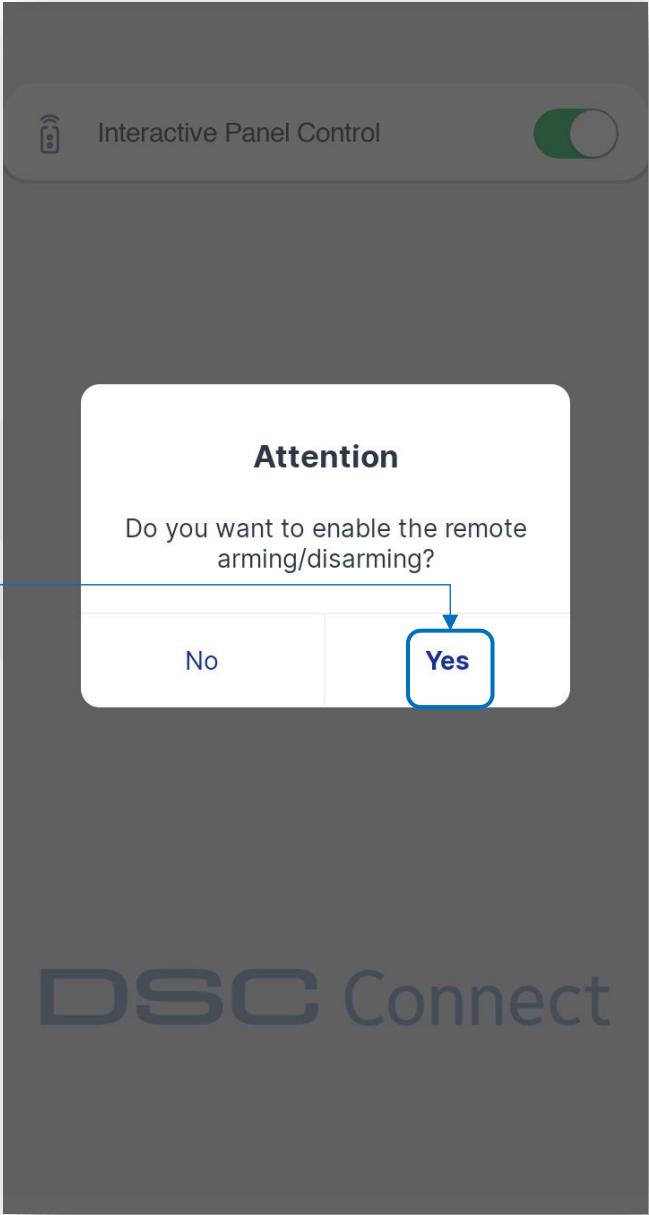 Interactive Panel Control
Attention
Do you want to enable the remote
arming/disarming?
No
Yes
DSC Connect